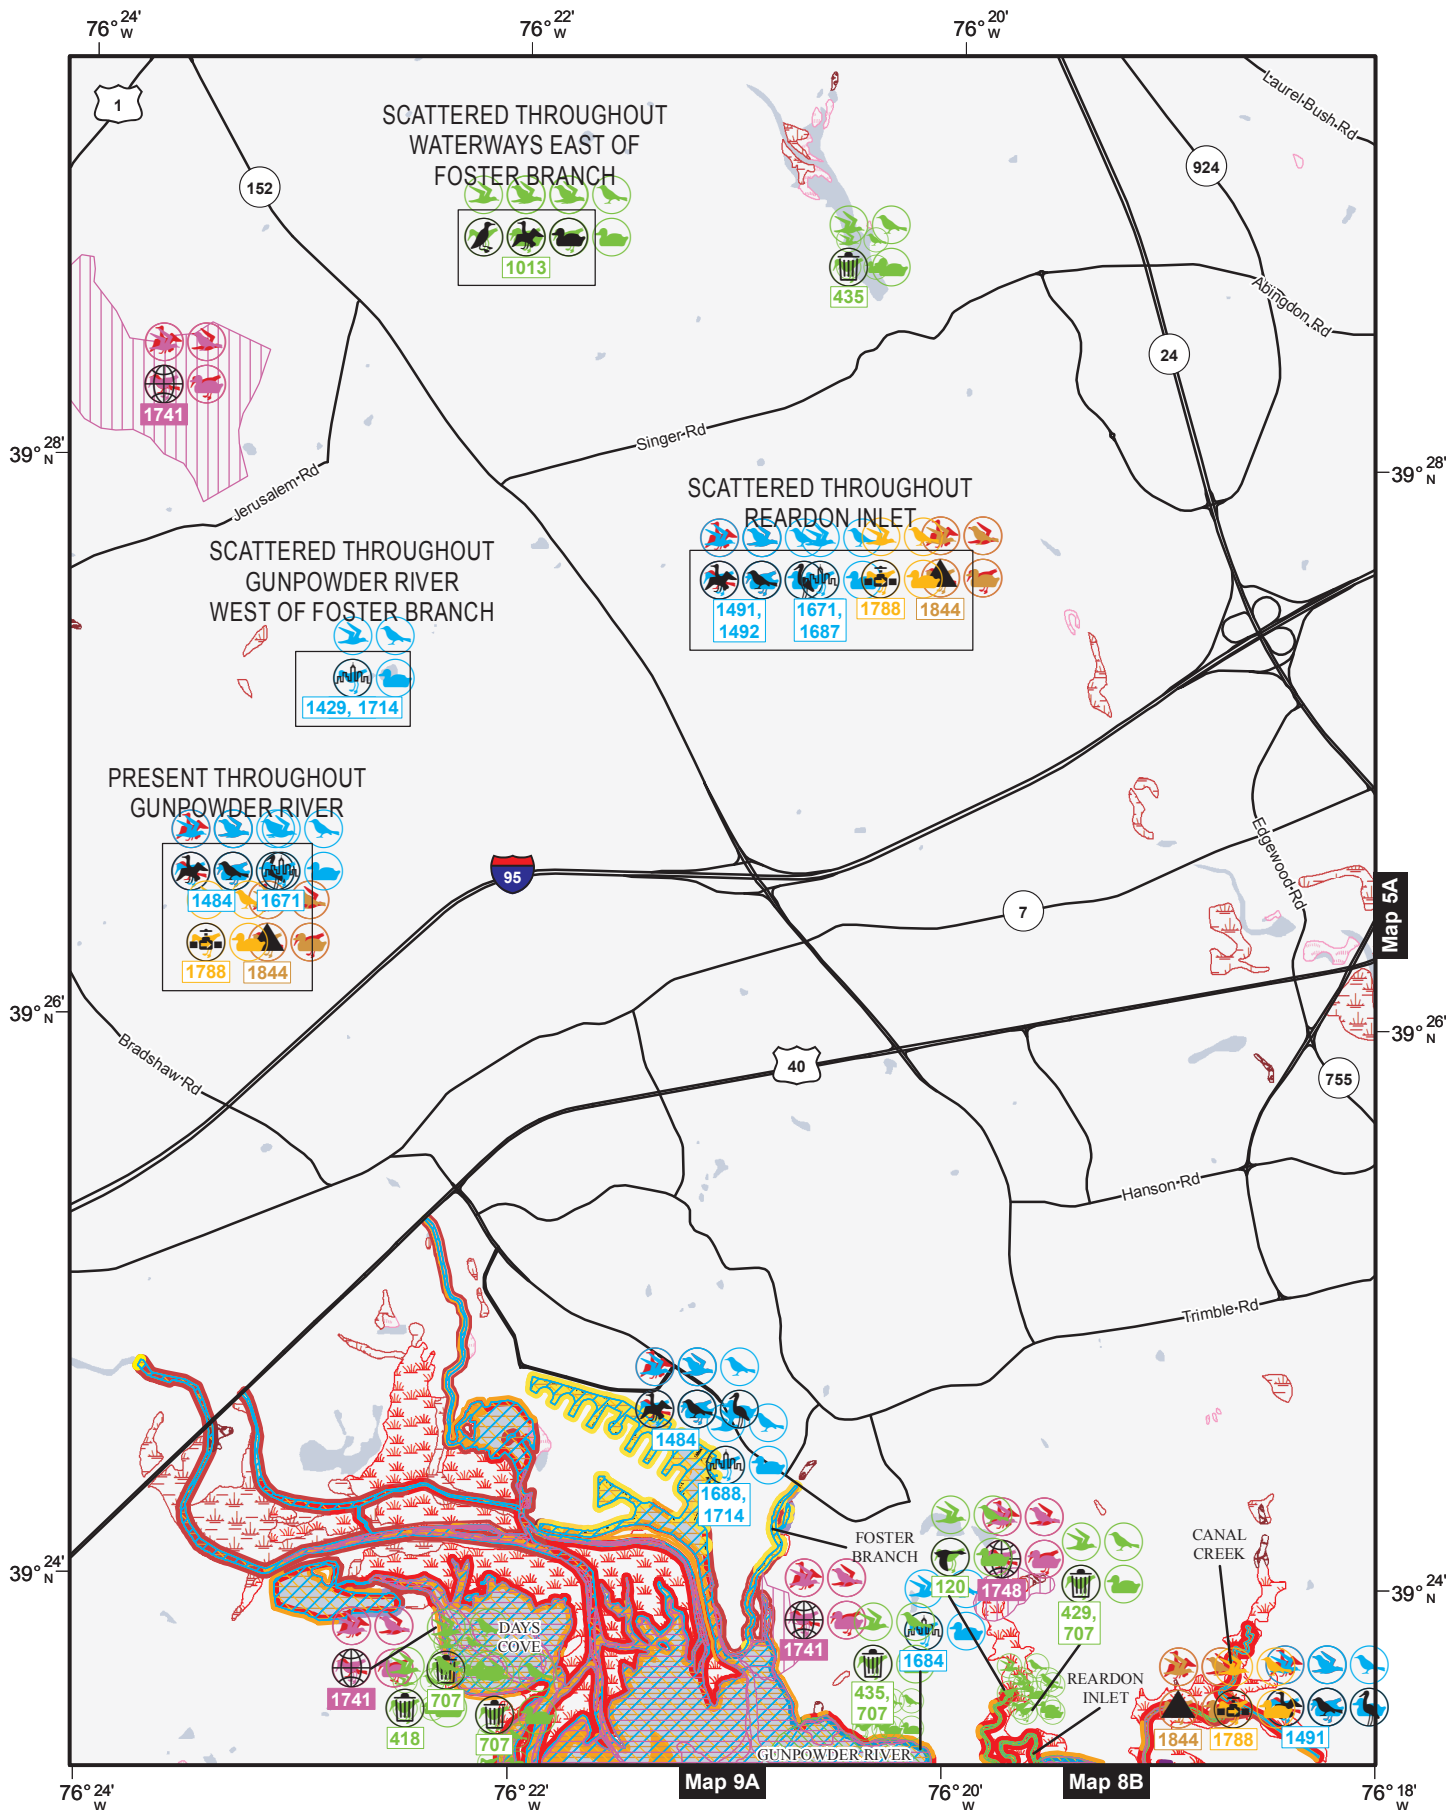 76° 24' W
76° 22' W
76° 20' W
1
Laurel Bush Rd
SCATTERED THROUGHOUT
WATERWAYS EAST OF
FOSTER BRANCH
924
152
1013
435
Abingdon Rd
24
1741
Singer Rd
39° 28' N
39° 28' N
Jerusalem Rd
SCATTERED THROUGHOUT
REARDON INLET
SCATTERED THROUGHOUT
GUNPOWDER RIVER
WEST OF FOSTER BRANCH
1491,
1492
1671,
1687
1788
1844
1429, 1714
PRESENT THROUGHOUT
GUNPOWDER RIVER
Edgewood Rd
95
1484
1671
7
Map 5A
1788
1844
39° 26' N
39° 26' N
Bradshaw Rd
40
755
Hanson Rd
Trimble Rd
1484
1688,
1714
FOSTER
BRANCH
CANAL
CREEK
39° 24' N
39° 24' N
120
1748
429,
707
DAYS
COVE
1741
1684
1741
REARDON
INLET
435,
707
707
418
707
1844
1788
1491
GUNPOWDER RIVER
76° 24' W
76° 22' W
Map 9A
76° 20' W
Map 8B
76° 18' W